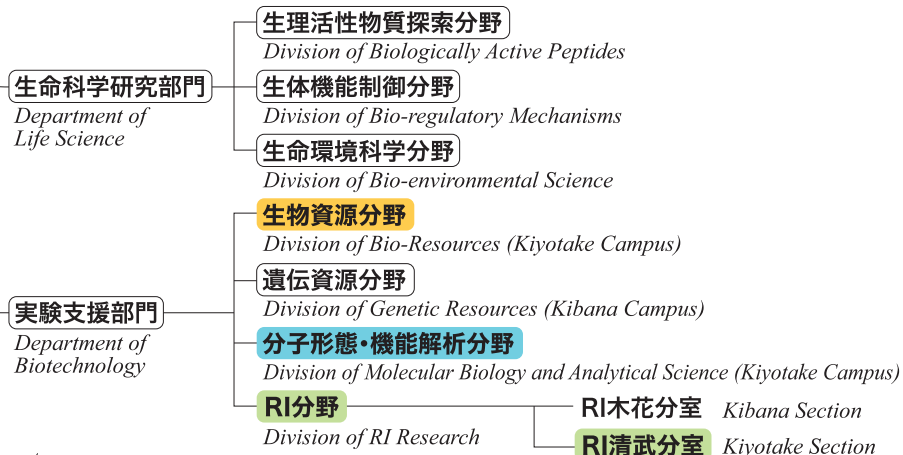 生理活性物質探索分野
Division of Biologically Active Peptides
生命科学研究部門
Department of
Life Science
生体機能制御分野
Division of Bio-regulatory Mechanisms
生命環境科学分野
Division of Bio-environmental Science
生物資源分野
Division of Bio-Resources (Kiyotake Campus)
遺伝資源分野
Division of Genetic Resources (Kibana Campus)
実験支援部門
Department of
Biotechnology
分子形態・機能解析分野
Division of Molecular Biology and Analytical Science (Kiyotake Campus)
RI分野
Division of RI Research
RI木花分室 Kibana Section
RI清武分室 Kiyotake Section